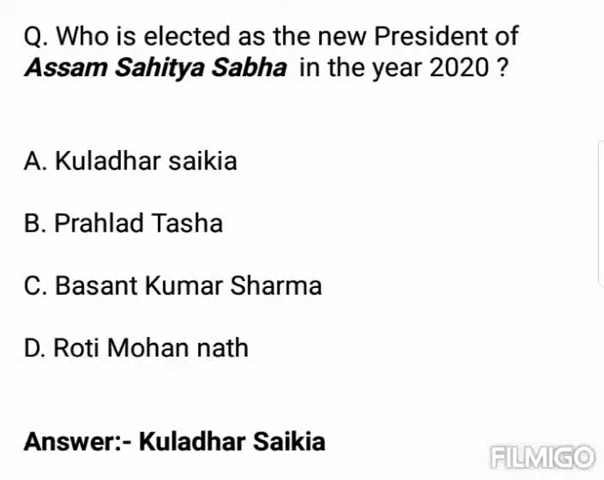 Q. Who is elected as the new President of
Assam Sahitya Sabha in the year 2020 ?
A. Kuladhar saikia
B. Prahlad Tasha
C. Basant Kumar Sharma
D. Roti Mohan nath
Answer:- Kuladhar Saikia
FILMIGO